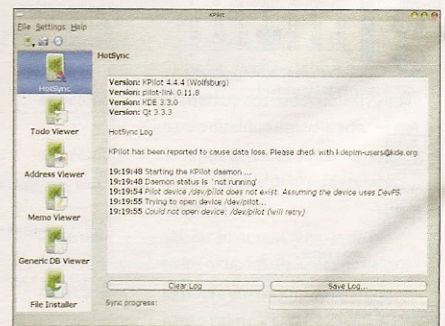 KPilot
File Settings Help
HotSync
Todo Viewer
Address Viewer
Memo Viewer
Generic DB Viewer
File Installer
HotSync
Version: KPilot 4.4.4 (Wolfsburg)
Version: pilot-link 0.11.8
Version: KDE 3.3.0
Version: Qt 3.3.3
HotSync Log
KPilot has been reported to cause data loss. Please check with kdepim-users@kde.org
19:19:48 Starting the KPilot daemon ...
19:19:48 Daemon status is `not running'
19:19:54 Pilot device /dev/pilot does not exist. Assuming the device uses DevFS.
19:19:55 Trying to open device /dev/pilot...
19:19:55 Could not open device: /dev/pilot (will retry)
Clear Log
Save Log...
Sync progress: